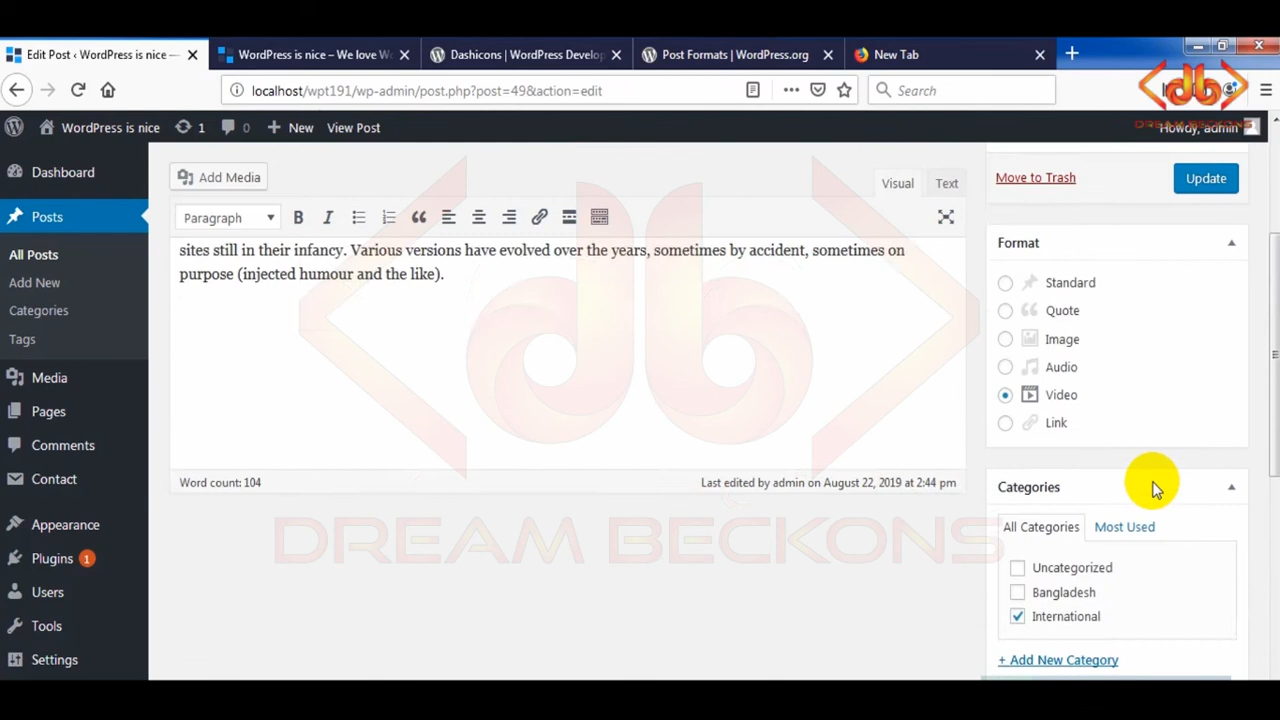 Edit Post ‹ WordPress is nice —
WordPress is nice – We love Wo
Dashicons | WordPress Develop
Post Formats | WordPress.org
New Tab
localhost/wpt191/wp-admin/post.php?post=49&action=edit
Search
db
DREAM BECKONS
WordPress is nice
1
0
New
View Post
Howdy, admin
Dashboard
Posts
All Posts
Add New
Categories
Tags
Media
Pages
Comments
Contact
Appearance
Plugins 1
Users
Tools
Settings
Add Media
Visual
Text
Paragraph
sites still in their infancy. Various versions have evolved over the years, sometimes by accident, sometimes on
purpose (injected humour and the like).
Word count: 104
Last edited by admin on August 22, 2019 at 2:44 pm
db
DREAM BECKONS
Move to Trash
Update
Format
Standard
Quote
Image
Audio
Video
Link
Categories
All Categories
Most Used
Uncategorized
Bangladesh
International
+ Add New Category